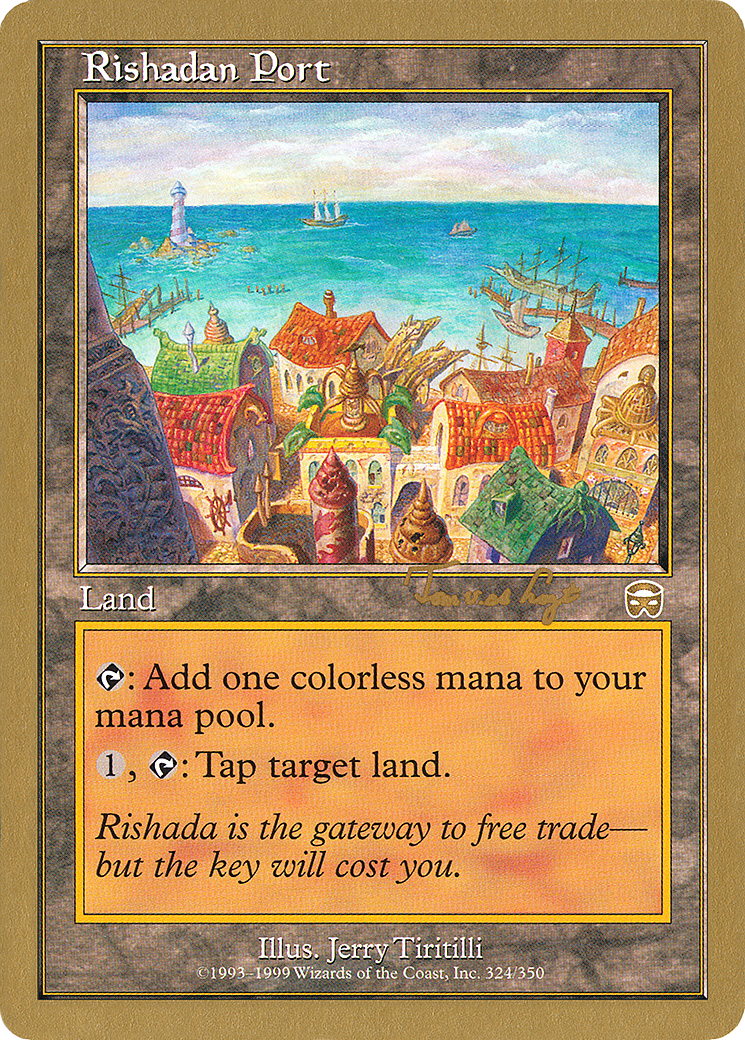 Rishadan Port
Land
: Add one colorless mana to your
mana pool.
1, : Tap target land.
Rishada is the gateway to free trade—
but the key will cost you.
Illus. Jerry Tiritilli
©1993–1999 Wizards of the Coast, Inc. 324/350